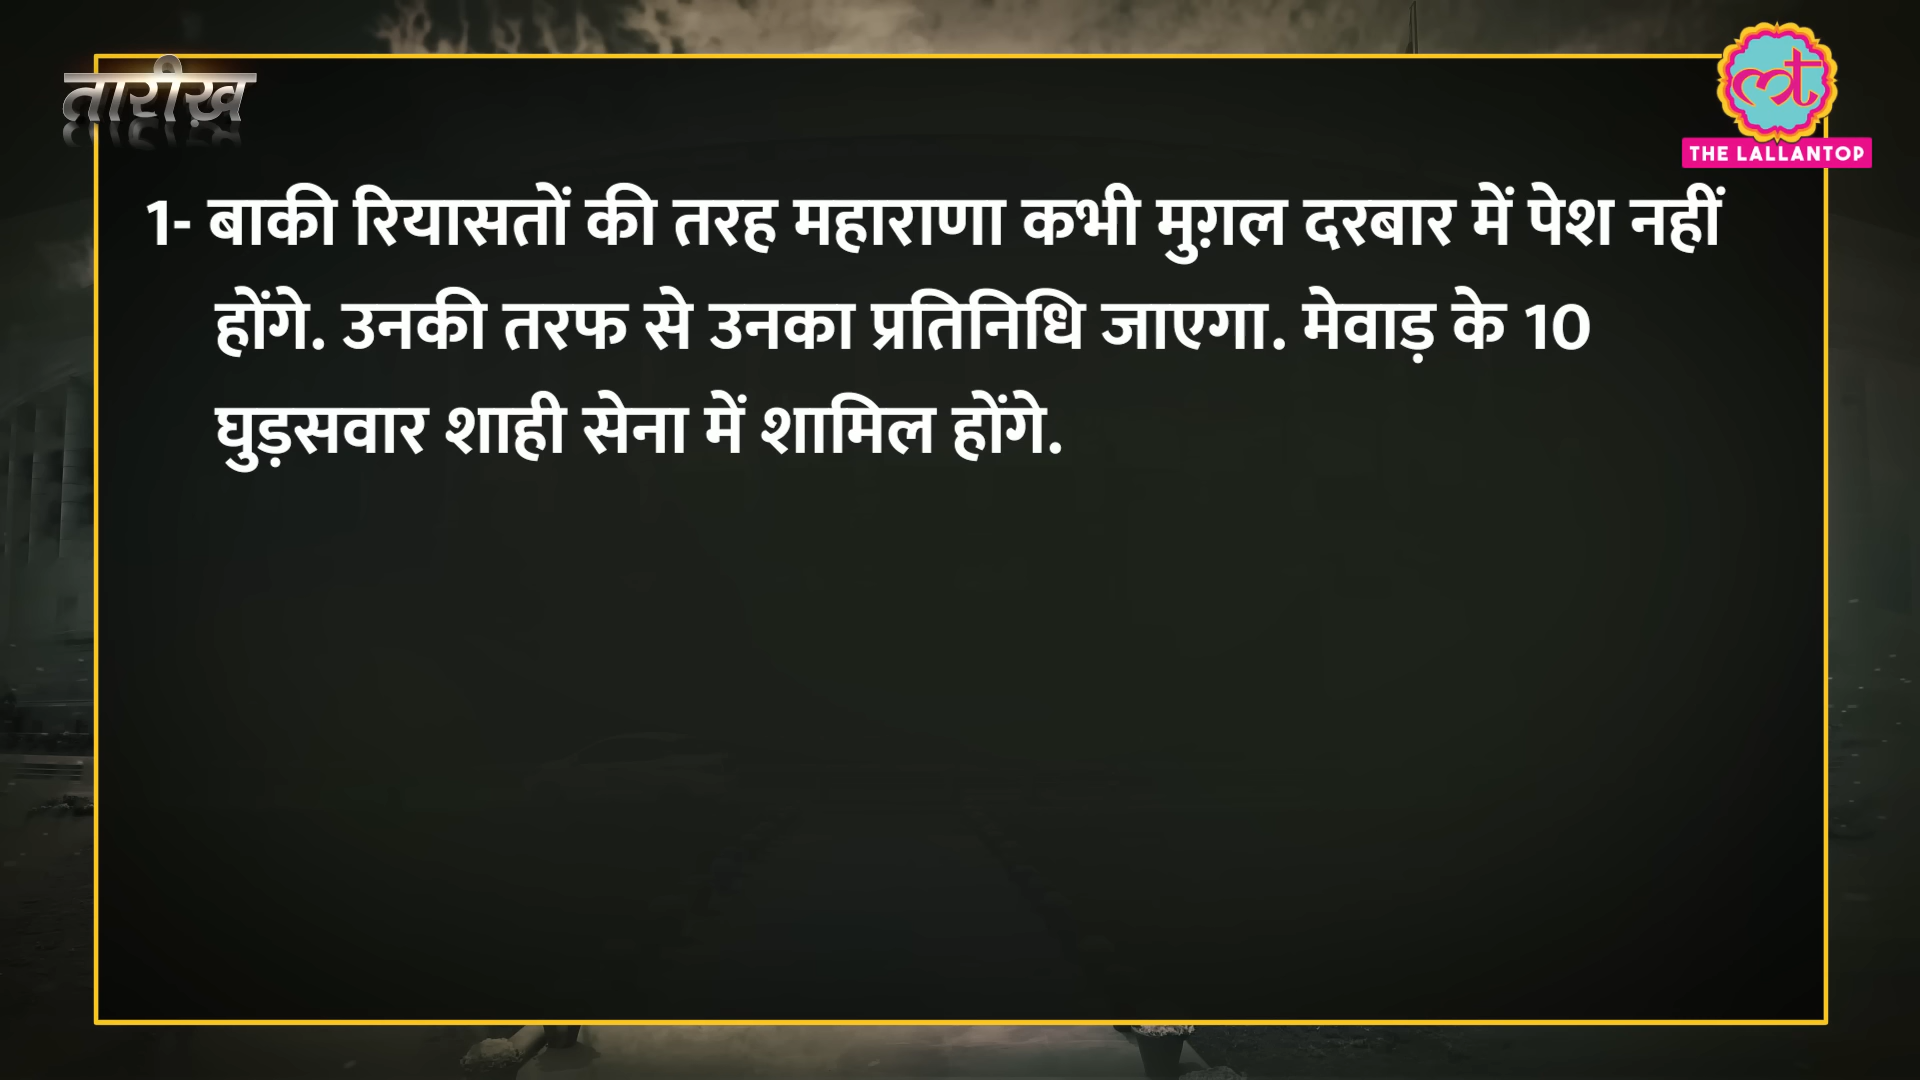 तारीख़
THE LALLANTOP
1- बाकी रियासतों की तरह महाराणा कभी मुग़ल दरबार में पेश नहीं
होंगे. उनकी तरफ से उनका प्रतिनिधि जाएगा. मेवाड़ के 10
घुड़सवार शाही सेना में शामिल होंगे.